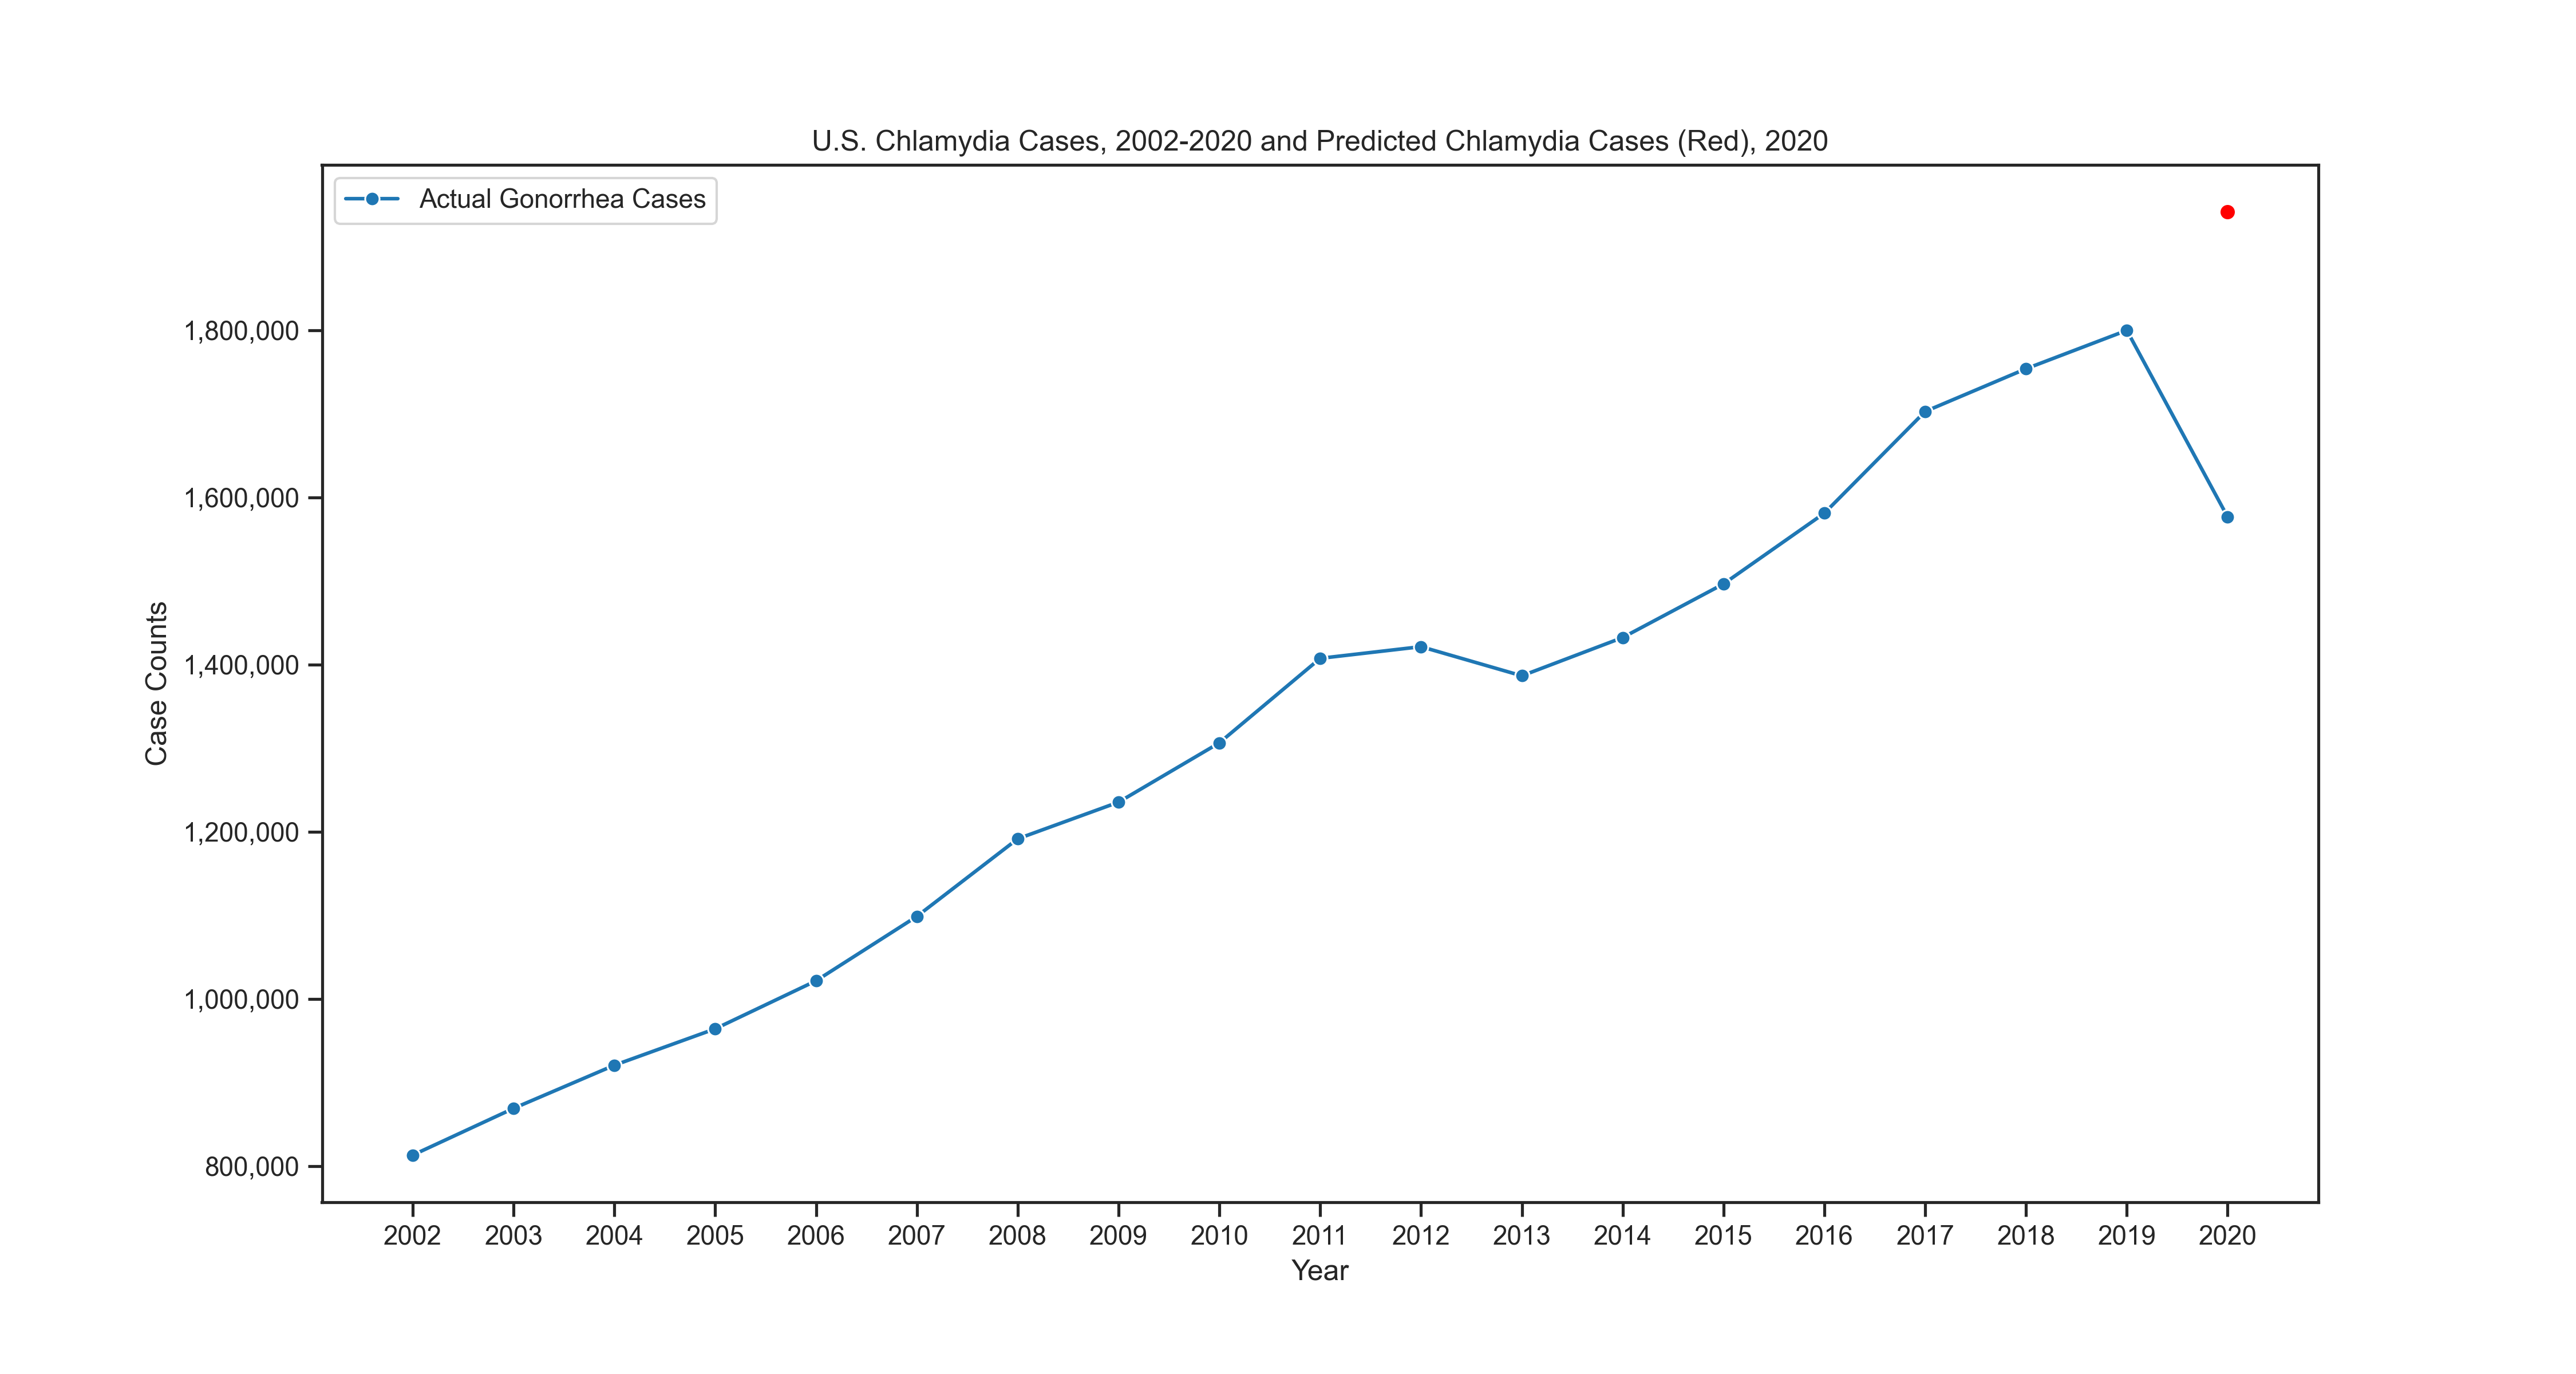 U.S. Chlamydia Cases, 2002-2020 and Predicted Chlamydia Cases (Red), 2020
Actual Gonorrhea Cases
1,800,000
1,600,000
1,400,000
1,200,000
1,000,000
800,000
Case Counts
2002 2003 2004 2005 2006 2007 2008 2009 2010 2011 2012 2013 2014 2015 2016 2017 2018 2019 2020
Year